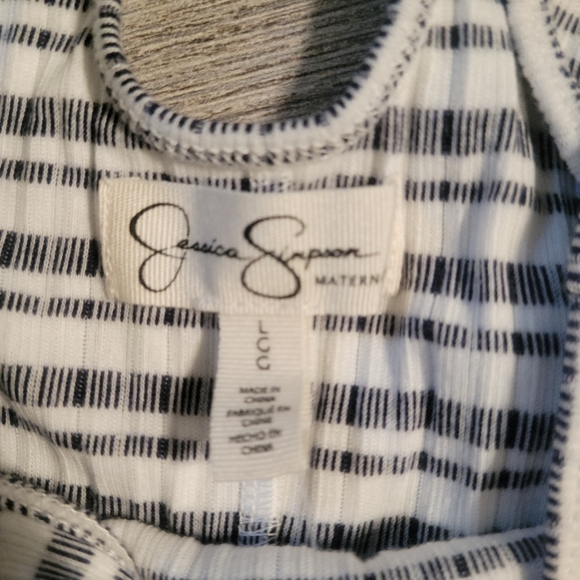 Jessica Simpson
MATERN
L
G
G
MADE IN
CHINA
FABRIQUÉ EN
CHINE
HECHO EN
CHINA